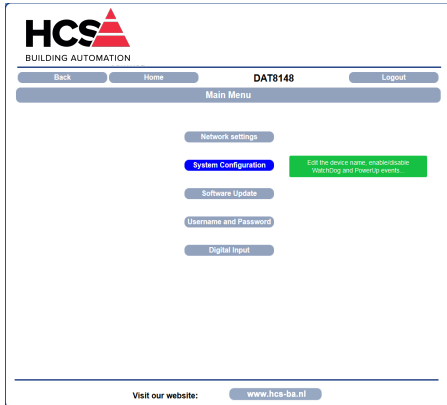 HCS
BUILDING AUTOMATION
Back Home DAT8148 Logout
Main Menu
Network settings
System Configuration
Edit the device name, enable/disable
WatchDog and PowerUp events...
Software Update
Username and Password
Digital Input
Visit our website: www.hcs-ba.nl